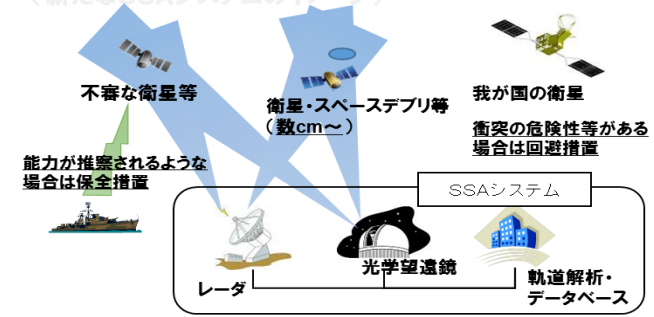 不審な衛星等
衛星・スペースデブリ等
（数cm～）
我が国の衛星
衝突の危険性等がある
場合は回避措置
能力が推察されるような
場合は保全措置
SSAシステム
レーダ
光学望遠鏡
軌道解析・
データベース